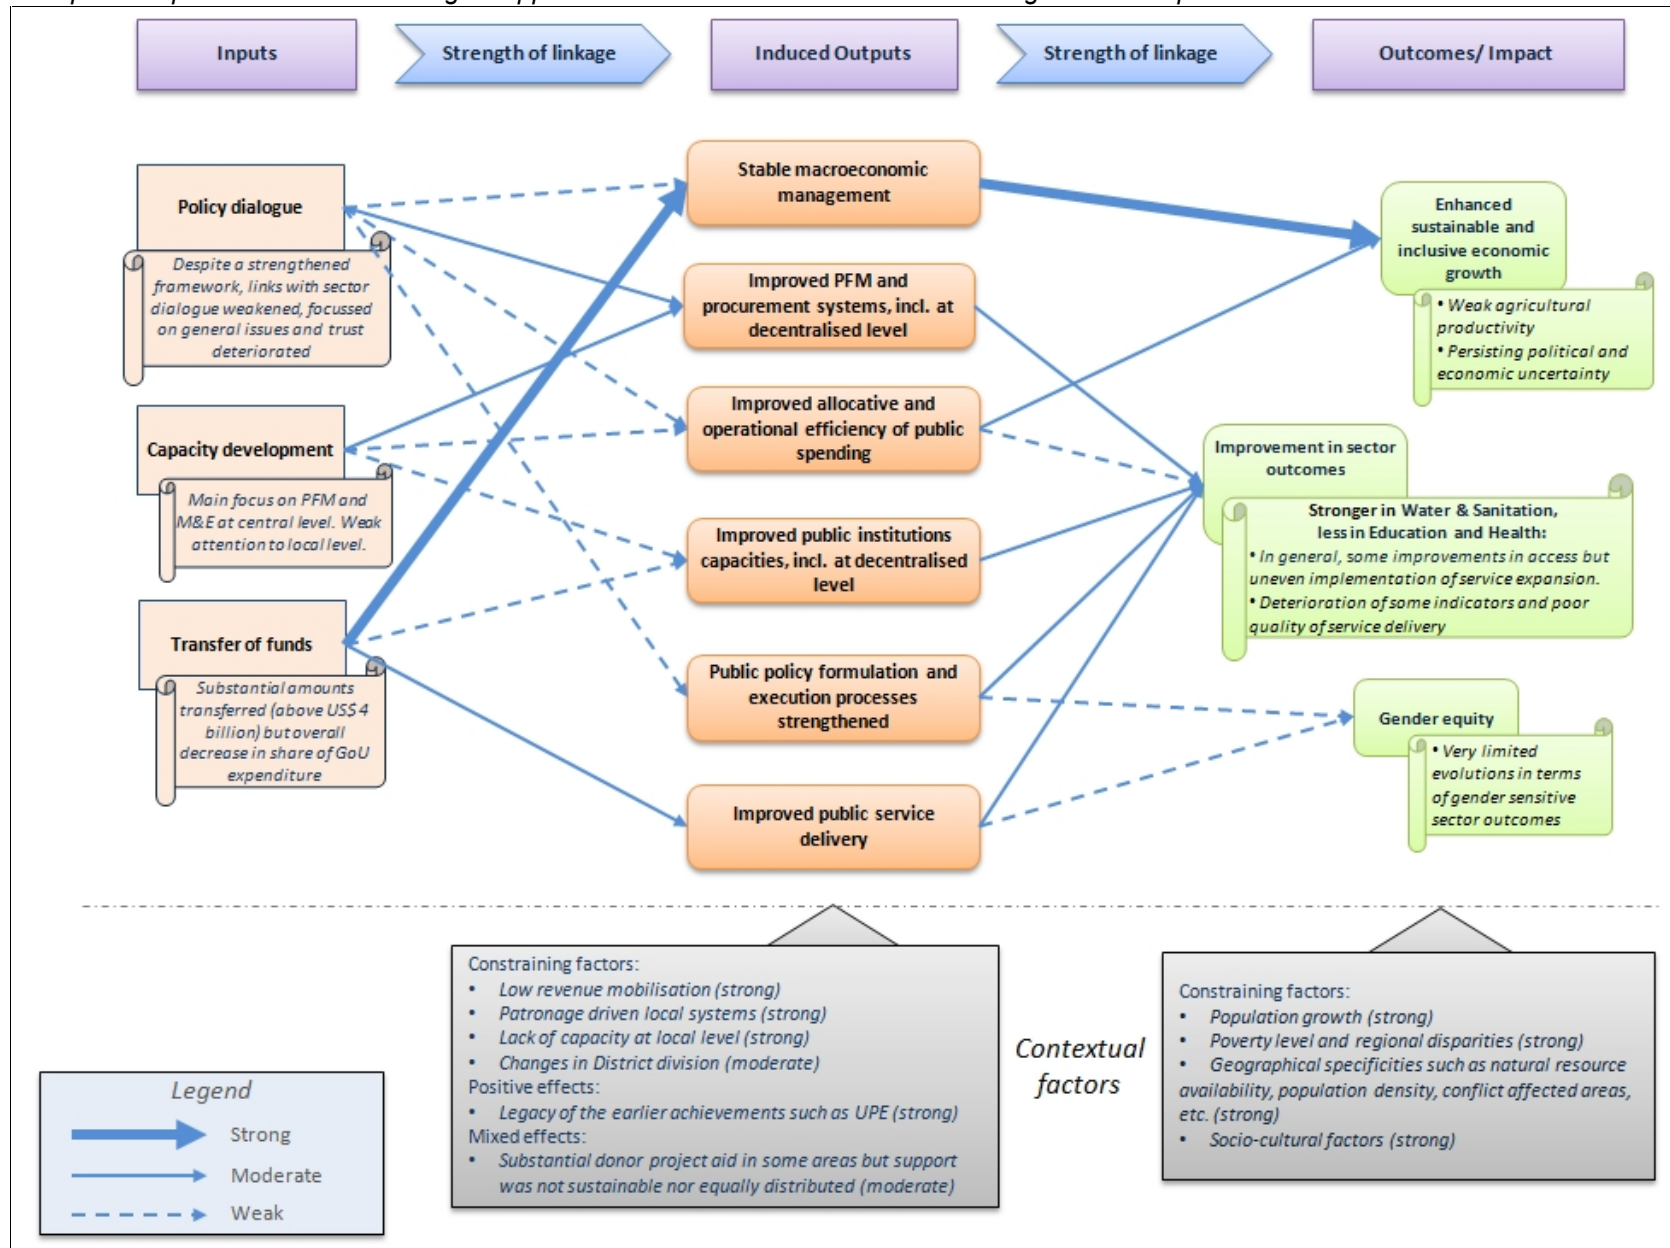 Inputs
Strength of linkage
Induced Outputs
Strength of linkage
Outcomes/ Impact
Policy dialogue
Despite a strengthened
framework, links with sector
dialogue weakened, focussed
on general issues and trust
deteriorated
Capacity development
Main focus on PFM and
M&E at central level. Weak
attention to local level.
Transfer of funds
Substantial amounts
transferred (above US$ 4
billion) but overall
decrease in share of GoU
expenditure
Stable macroeconomic
management
Improved PFM and
procurement systems, incl. at
decentralised level
Improved allocative and
operational efficiency of public
spending
Improved public institutions
capacities, incl. at decentralised
level
Public policy formulation and
execution processes
strengthened
Improved public service
delivery
Enhanced
sustainable and
inclusive economic
growth
• Weak agricultural
productivity
• Persisting political and
economic uncertainty
Improvement in sector
outcomes
Stronger in Water & Sanitation,
less in Education and Health:
• In general, some improvements in access but
uneven implementation of service expansion.
• Deterioration of some indicators and poor
quality of service delivery
Gender equity
• Very limited
evolutions in terms
of gender sensitive
sector outcomes
Constraining factors:
• Low revenue mobilisation (strong)
• Patronage driven local systems (strong)
• Lack of capacity at local level (strong)
• Changes in District division (moderate)
Positive effects:
• Legacy of the earlier achievements such as UPE (strong)
Mixed effects:
• Substantial donor project aid in some areas but support
was not sustainable nor equally distributed (moderate)
Contextual
factors
Constraining factors:
• Population growth (strong)
• Poverty level and regional disparities (strong)
• Geographical specificities such as natural resource
availability, population density, conflict affected areas,
etc. (strong)
• Socio-cultural factors (strong)
Legend
Strong
Moderate
Weak